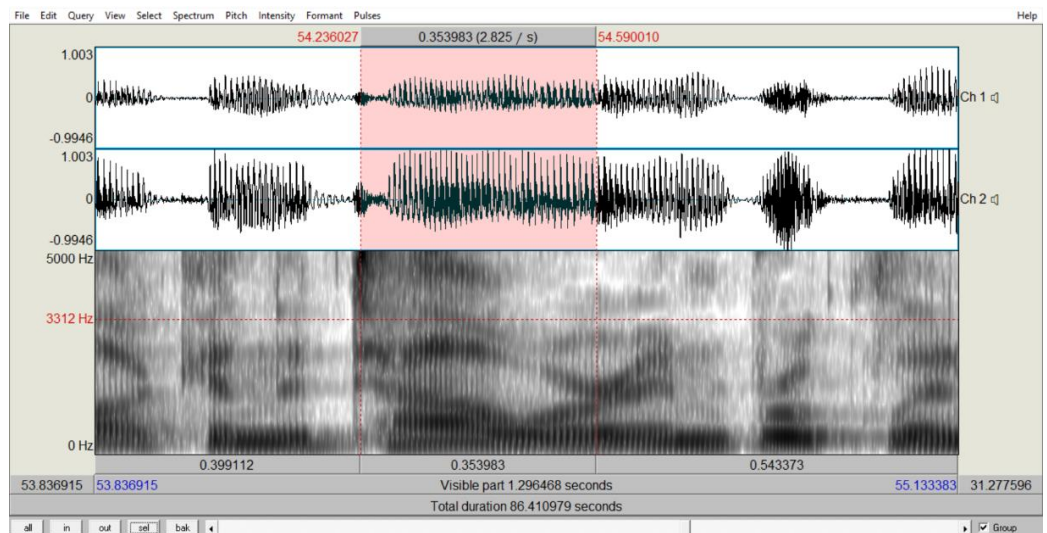 File Edit Query View Select Spectrum Pitch Intensity Formant Pulses Help
54.236027 0.353983 (2.825 / s) 54.590010
1.003
0
-0.9946
Ch 1
1.003
0
-0.9946
Ch 2
5000 Hz
3312 Hz
0 Hz
0.399112 0.353983 0.543373
53.836915 53.836915 Visible part 1.296468 seconds 55.133383 31.277596
Total duration 86.410979 seconds
all in out sel bak Group